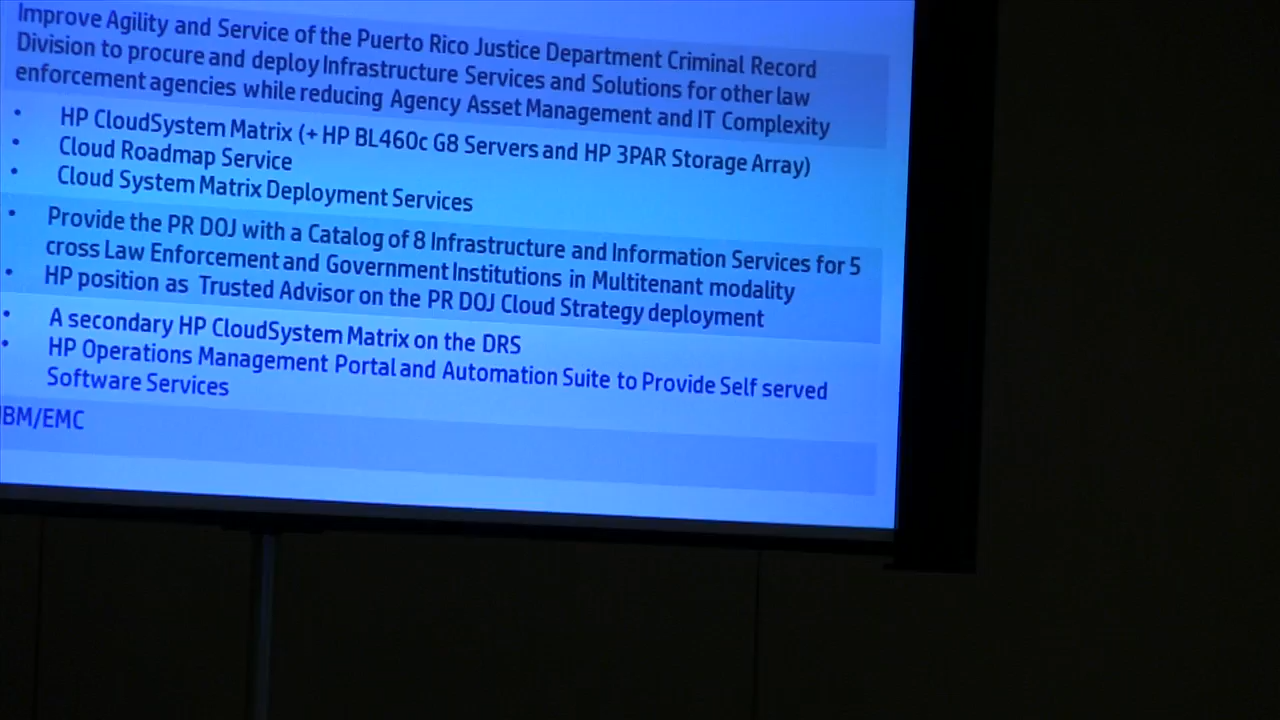 Improve Agility and Service of the Puerto Rico Justice Department Criminal Record
Division to procure and deploy Infrastructure Services and Solutions for other law
enforcement agencies while reducing Agency Asset Management and IT Complexity
• HP CloudSystem Matrix (+ HP BL460c G8 Servers and HP 3PAR Storage Array)
• Cloud Roadmap Service
• Cloud System Matrix Deployment Services
• Provide the PR DOJ with a Catalog of 8 Infrastructure and Information Services for 5
cross Law Enforcement and Government Institutions in Multitenant modality
• HP position as Trusted Advisor on the PR DOJ Cloud Strategy deployment
• A secondary HP CloudSystem Matrix on the DRS
• HP Operations Management Portal and Automation Suite to Provide Self served
Software Services
IBM/EMC